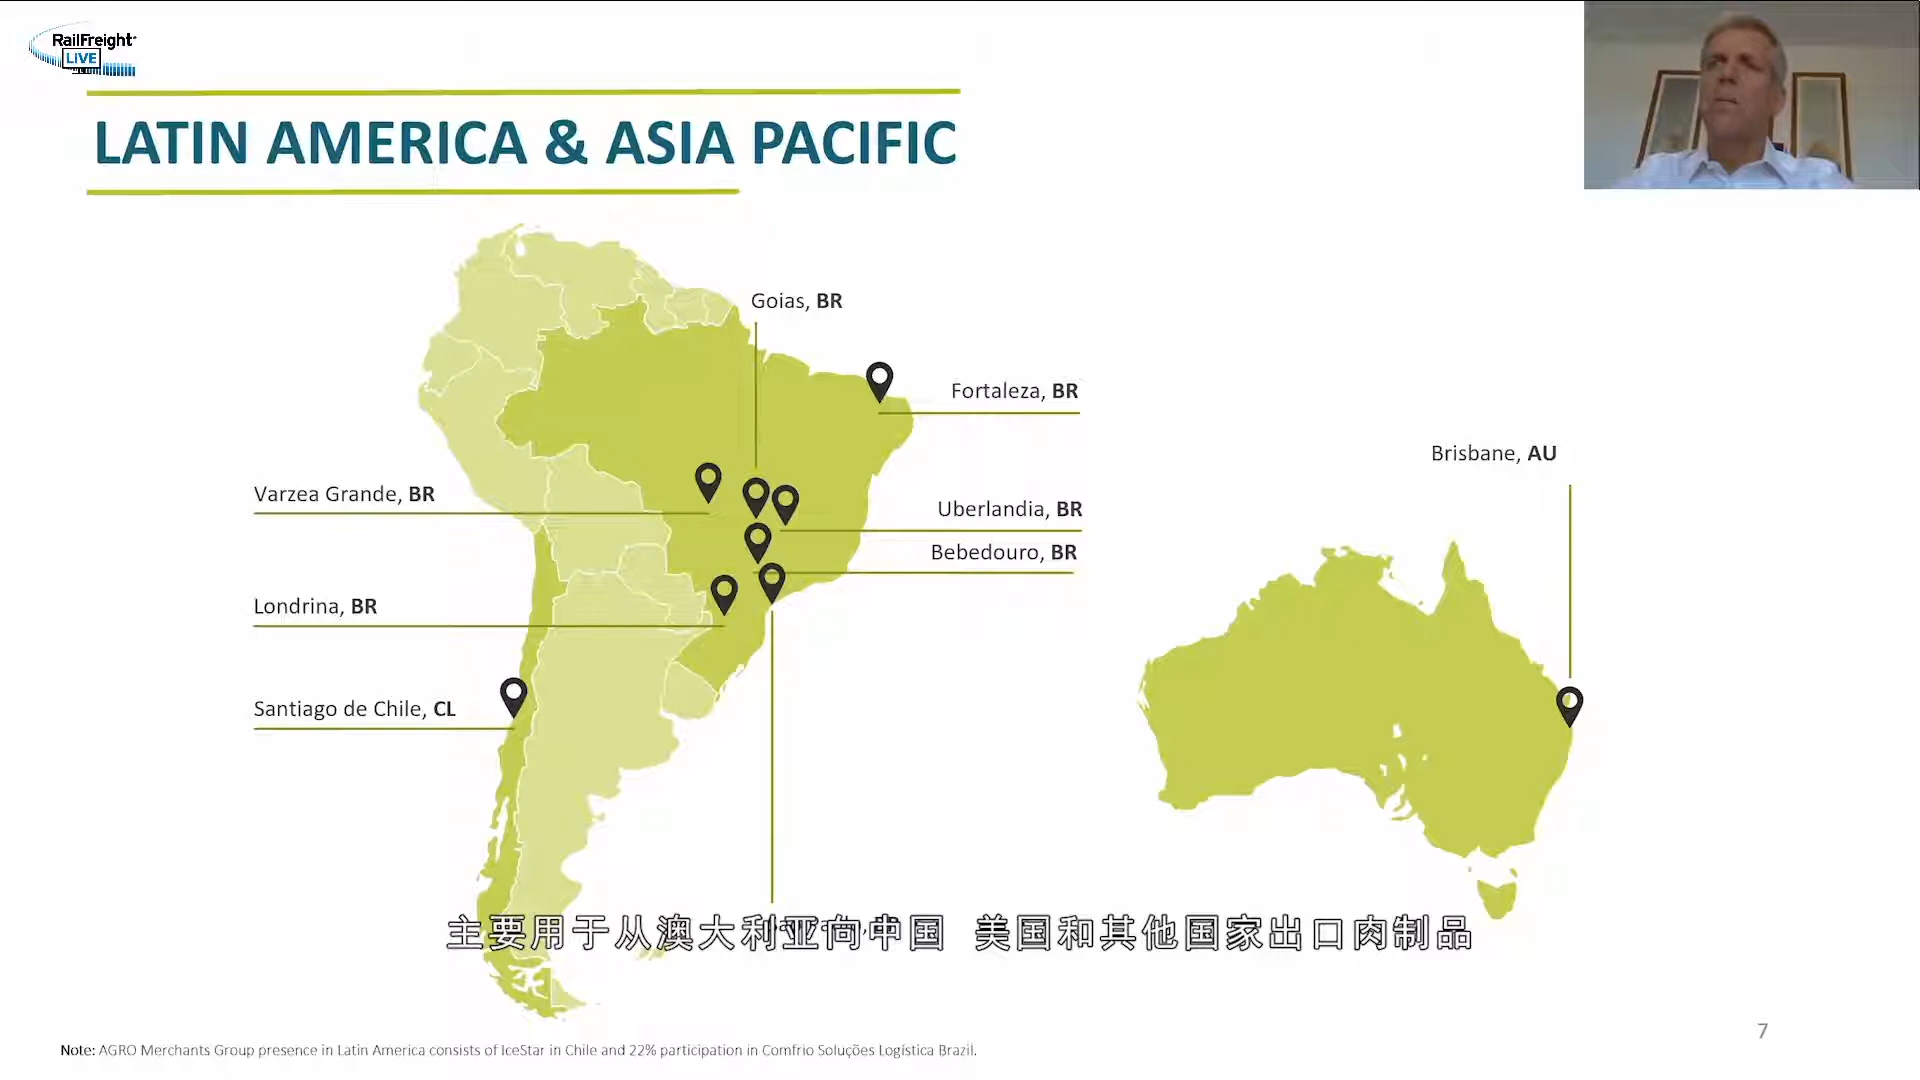 RailFreight
LIVE
LATIN AMERICA & ASIA PACIFIC
Goias, BR
Fortaleza, BR
Brisbane, AU
Varzea Grande, BR
Uberlandia, BR
Bebedouro, BR
Londrina, BR
Santiago de Chile, CL
主要用于从澳大利亚向中国 美国和其他国家出口肉制品
7
Note: AGRO Merchants Group presence in Latin America consists of IceStar in Chile and 22% participation in Comfrio Soluções Logística Brazil.